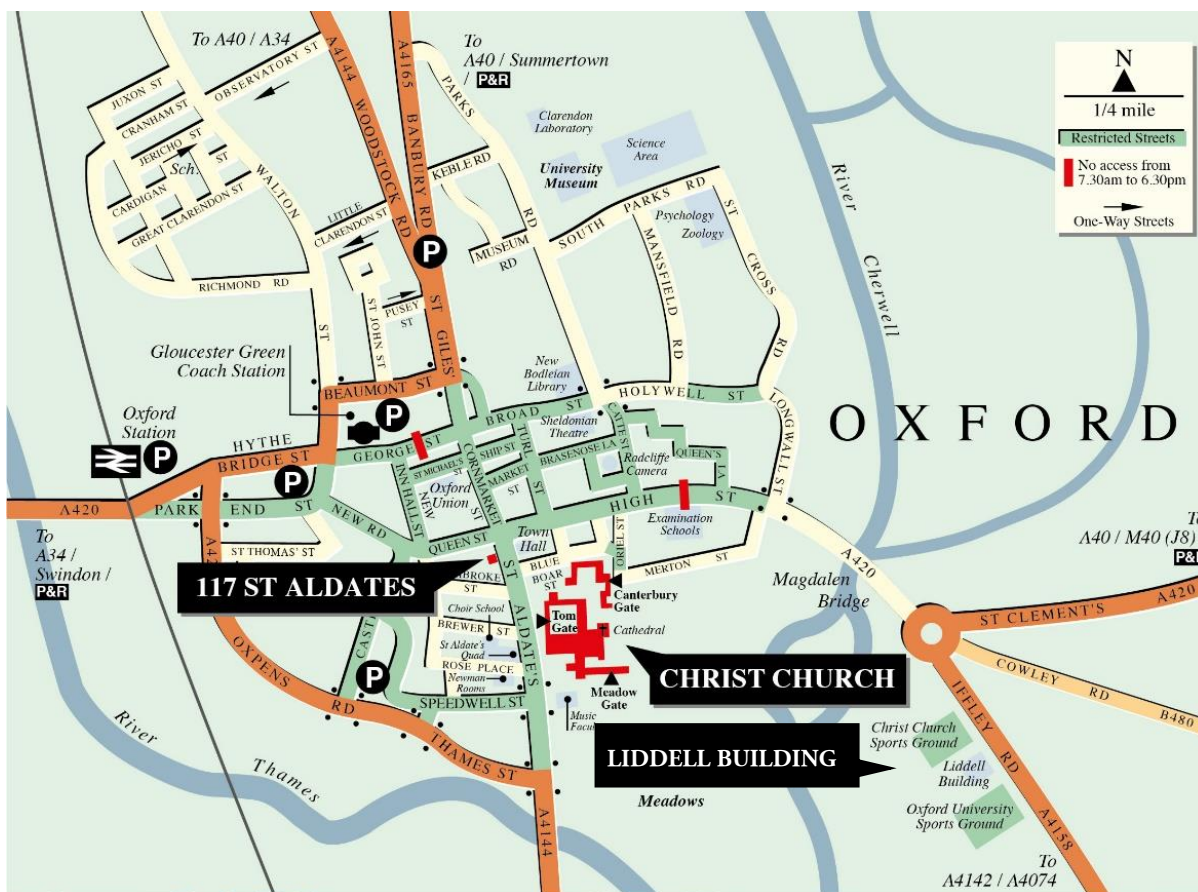 To A40 / A34
A4144
WOODSTOCK RD
A4165
BANBURY RD
To
A40 / Summertown
/ P&R
N
1/4 mile
Restricted Streets
No access from
7.30am to 6.30pm
One-Way Streets
JUXON ST
OBSERVATORY ST
CRANHAM ST
JERICHO ST
Sch.
CARDIGAN ST
GREAT CLARENDON ST
WALTON ST
LITTLE
CLARENDON ST
RICHMOND RD
KEBLE RD
PARKS RD
MUSEUM
RD
Clarendon
Laboratory
Science
Area
University
Museum
SOUTH PARKS RD
Psychology
Zoology
MANSFIELD RD
ST CROSS RD
River Cherwell
P
ST GILES'
PUSEY
ST
ST JOHN ST
Gloucester Green
Coach Station
BEAUMONT ST
P
New
Bodleian
Library
HOLYWELL ST
LONGWALL ST
OXFORD
Oxford
Station
P
HYTHE
BRIDGE ST
P
GEORGE ST
BROAD ST
Sheldonian
Theatre
CATTE ST
TURL ST
SHIP ST
ST MICHAEL'S
ST
MARKET ST
BRASENOSE LA
Radcliffe
Camera
QUEEN'S LA
CORNMARKET
NEW INN HALL ST
Oxford
Union
HIGH ST
Examination
Schools
A420
PARK END ST
NEW RD
QUEEN ST
Town
Hall
BLUE
BOAR ST
ORIEL ST
MERTON ST
ST THOMAS' ST
To
A34 /
Swindon /
P&R
117 ST ALDATES
ST
Canterbury
Gate
Choir School
BREWER ST
Tom
Gate
Cathedral
St Aldate's
Quad
ROSE PLACE
Newman
Rooms
ST ALDATE'S
CHRIST CHURCH
Meadow
Gate
P
SPEEDWELL ST
Music
OXPENS RD
THAMES ST
River Thames
A4144
Meadows
LIDDELL BUILDING
A420
Magdalen
Bridge
To
A40 / M40 (J8)
ST CLEMENT'S
A420
COWLEY RD
B480
IFFLEY RD
Christ Church
Sports Ground
Liddell
Building
Oxford University
Sports Ground
A4158
To
A4142 / A4074